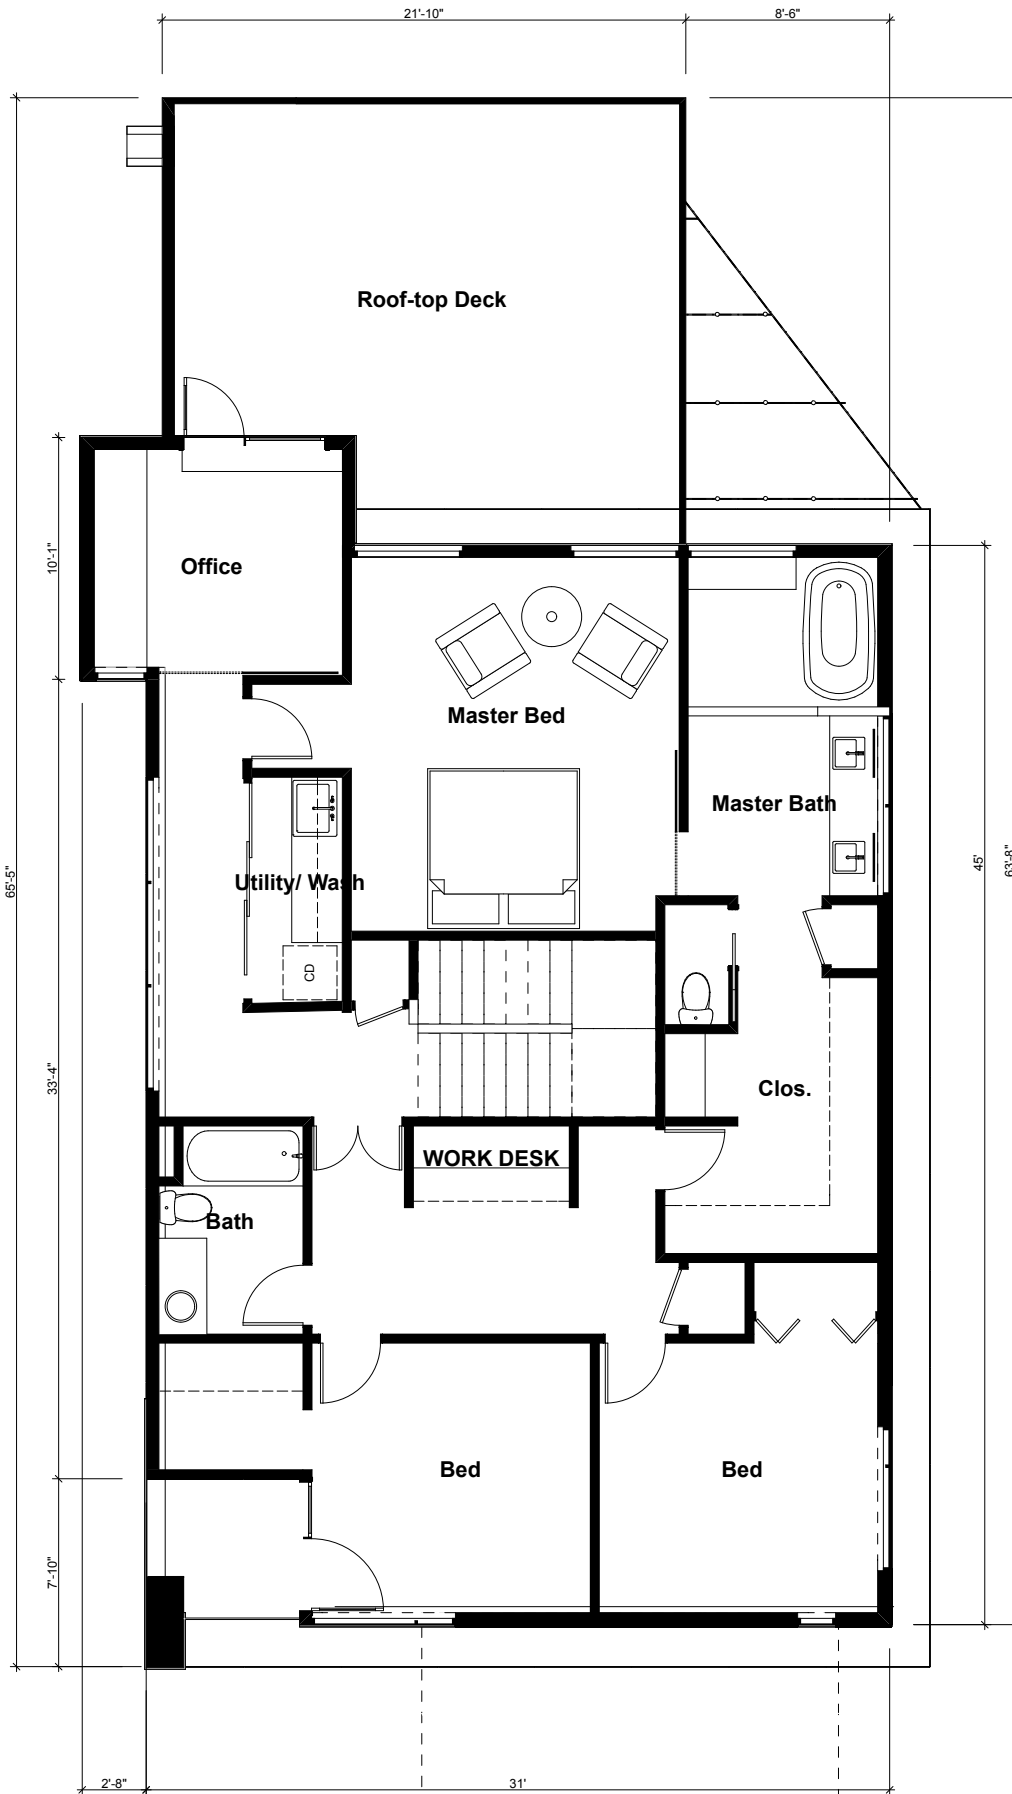 21'-10"
8'-6"
Roof-top Deck
10'-1"
Office
Master Bed
Master Bath
65'-5"
45'
63'-8"
Utility/ Wash
CD
33'-4"
Clos.
WORK DESK
Bath
Bed
Bed
7'-10"
2'-8"
31'